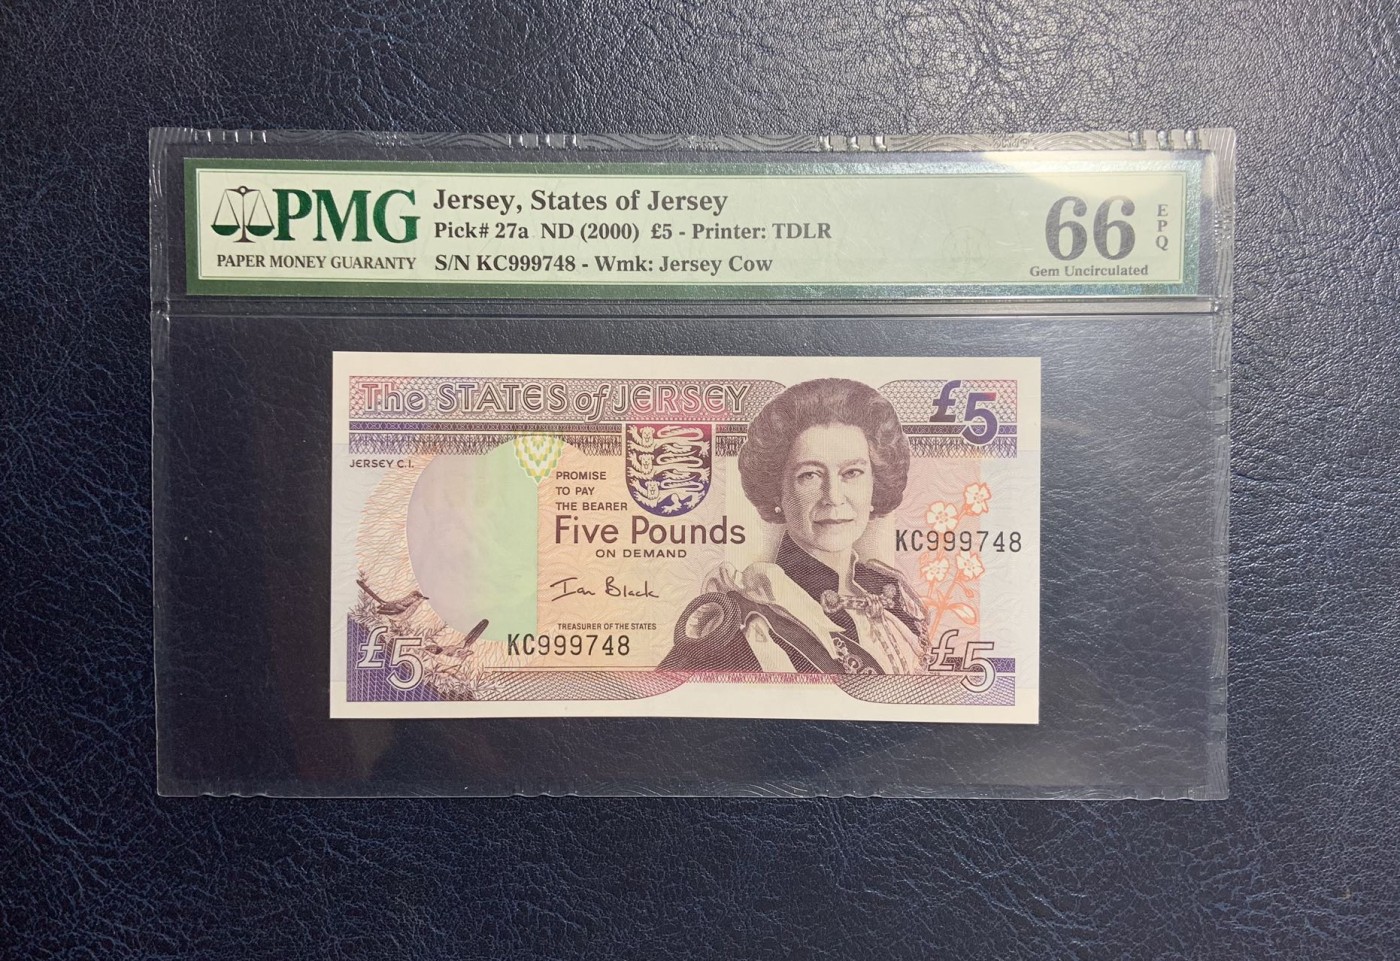 PMG
PAPER MONEY GUARANTY
Jersey, States of Jersey
Pick# 27a ND (2000) £5 - Printer: TDLR
S/N KC999748 - Wmk: Jersey Cow
66
EPQ
Gem Uncirculated
The STATES of JERSEY
£5
JERSEY C.I.
PROMISE
TO PAY
THE BEARER
Five Pounds
ON DEMAND
KC999748
Ian Black
TREASURER OF THE STATES
KC999748
£5
£5